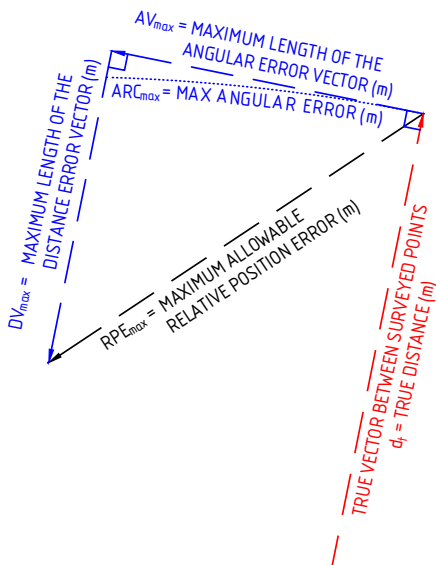 AVmax = MAXIMUM LENGTH OF THE
ANGULAR ERROR VECTOR (m)
ARCmax = MAX ANGULAR ERROR (m)
DVmax = MAXIMUM LENGTH OF THE
DISTANCE ERROR VECTOR (m)
RPEmax = MAXIMUM ALLOWABLE
RELATIVE POSITION ERROR (m)
TRUE VECTOR BETWEEN SURVEYED POINTS
dt = TRUE DISTANCE (m)